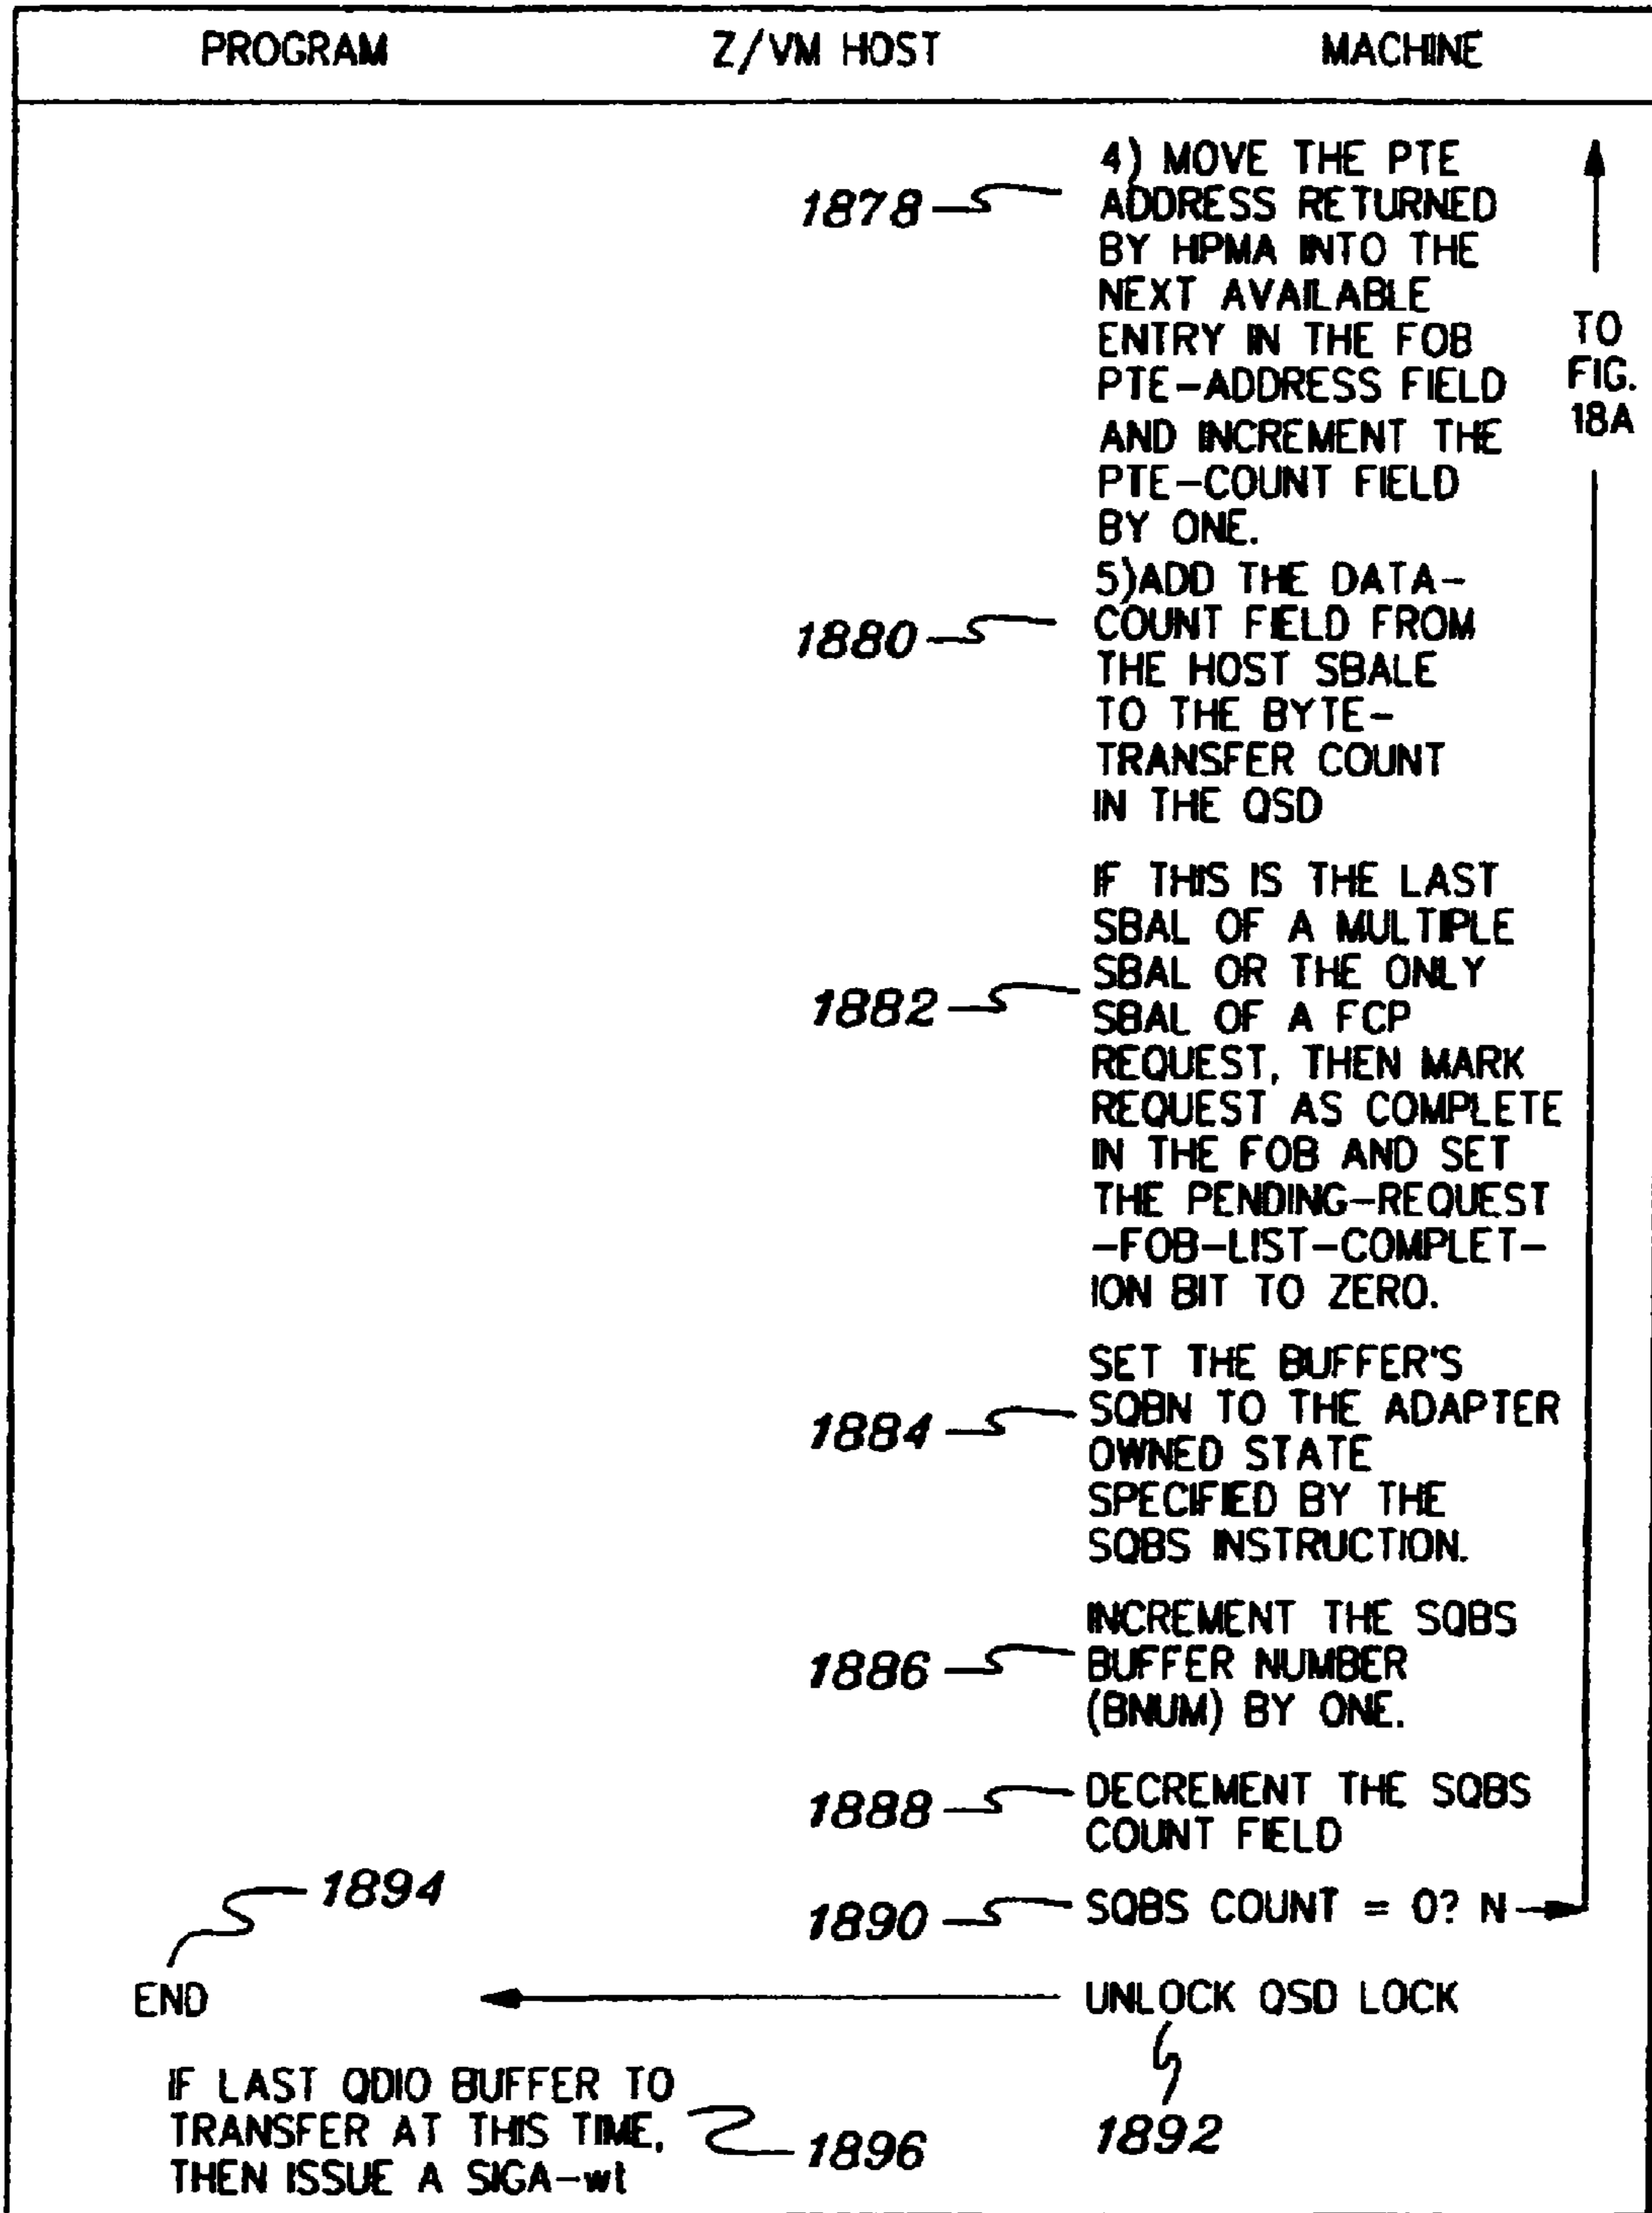 PROGRAM Z/VM HOST MACHINE
1878
4) MOVE THE PTE
ADDRESS RETURNED
BY HPMA INTO THE
NEXT AVAILABLE
ENTRY IN THE FOB
PTE-ADDRESS FIELD
AND INCREMENT THE
PTE-COUNT FIELD
BY ONE.
TO
FIG.
18A
1880
5)ADD THE DATA-
COUNT FIELD FROM
THE HOST SBALE
TO THE BYTE-
TRANSFER COUNT
IN THE QSD
1882
IF THIS IS THE LAST
SBAL OF A MULTIPLE
SBAL OR THE ONLY
SBAL OF A FCP
REQUEST, THEN MARK
REQUEST AS COMPLETE
IN THE FOB AND SET
THE PENDING-REQUEST
-FOB-LIST-COMPLET-
ION BIT TO ZERO.
1884
SET THE BUFFER'S
SQBN TO THE ADAPTER
OWNED STATE
SPECIFIED BY THE
SQBS INSTRUCTION.
1886
INCREMENT THE SQBS
BUFFER NUMBER
(BNUM) BY ONE.
1888
DECREMENT THE SQBS
COUNT FIELD
1890
SQBS COUNT = 0? N
1894
END
UNLOCK QSD LOCK
1892
IF LAST QDIO BUFFER TO
TRANSFER AT THIS TIME,
THEN ISSUE A SIGA-wt
1896